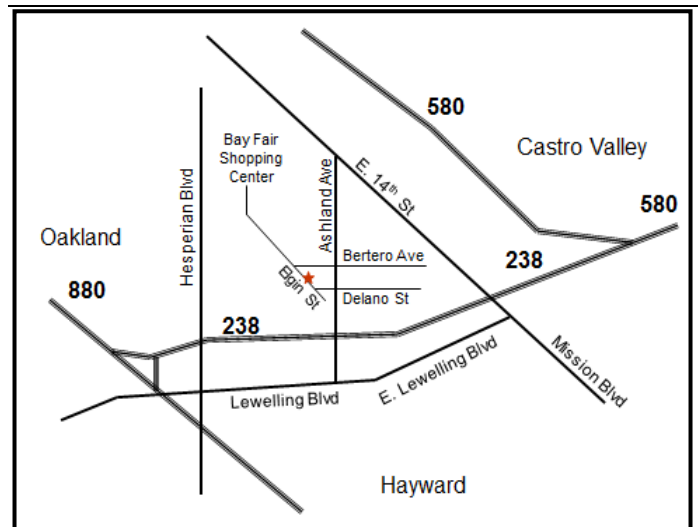 580
Castro Valley
Bay Fair
Shopping
Center
E. 14th St
Hesperian Blvd
Ashland Ave
580
Oakland
Bertero Ave
238
880
Elgin St
Delano St
238
Mission Blvd
E. Lewelling Blvd
Lewelling Blvd
Hayward